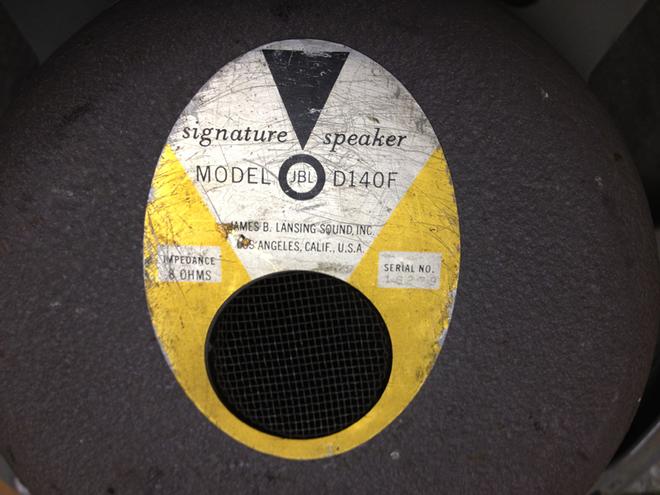 signature speaker
MODEL JBL D140F
JAMES B. LANSING SOUND, INC.
LOS ANGELES, CALIF., U.S.A.
IMPEDANCE
8 OHMS
SERIAL NO.